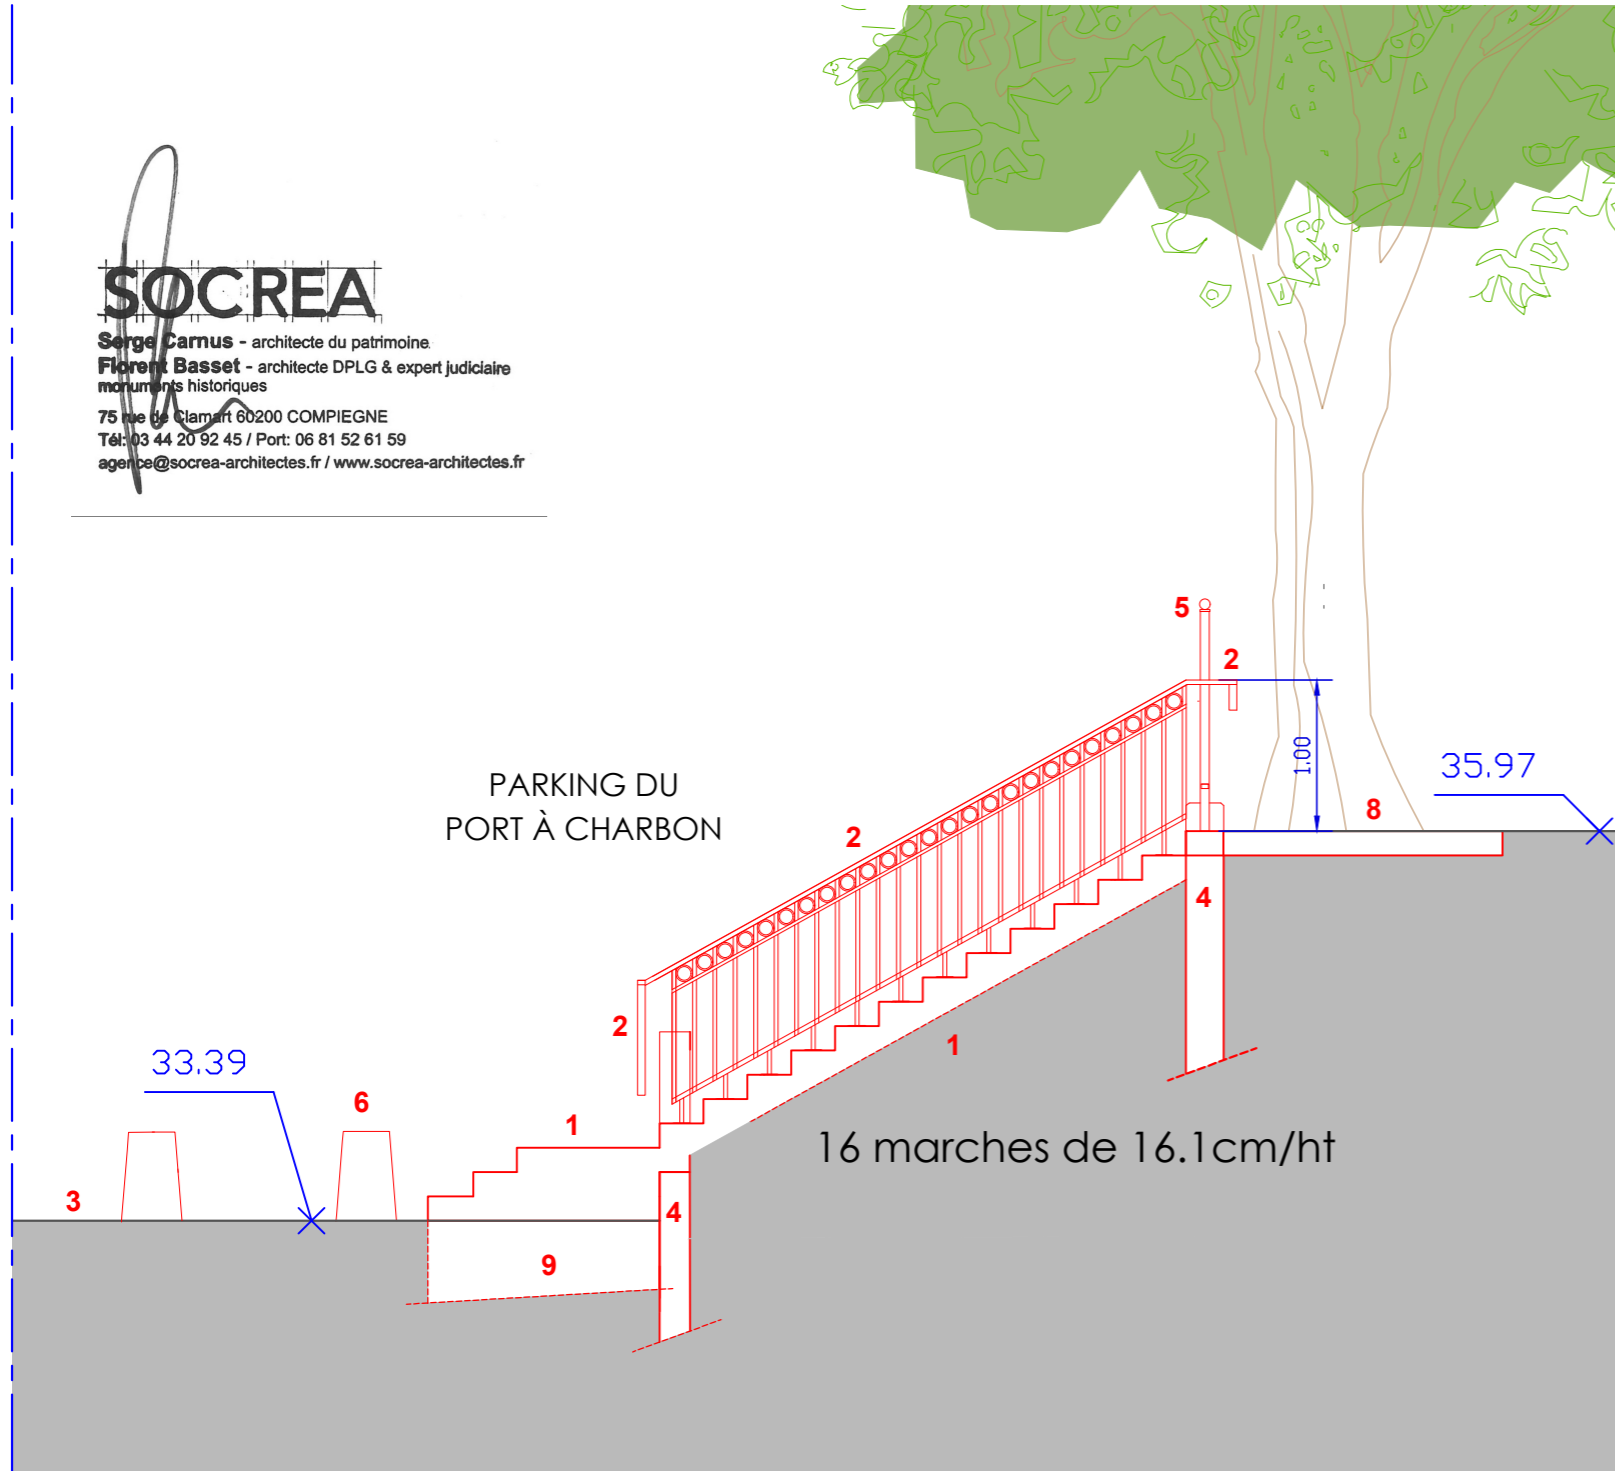 SOCREA
Serge Carnus - architecte du patrimoine
Florent Basset - architecte DPLG & expert judiciaire
monuments historiques
75 rue de Clamart 60200 COMPIEGNE
Tél: 03 44 20 92 45 / Port: 06 81 52 61 59
agence@socrea-architectes.fr / www.socrea-architectes.fr
5
2
1.00
35.97
8
PARKING DU
PORT À CHARBON
2
4
2
1
33.39
6
1
16 marches de 16.1cm/ht
3
4
9